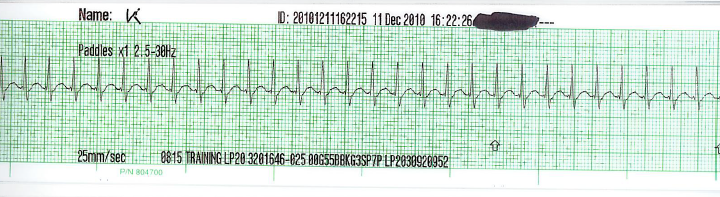 Name: K
ID: 20101211162215 11 Dec 2010 16:22:26 ---
Paddles x1 2.5-30Hz
25mm/sec 0815 TRAINING LP20 3201646-025 00G55BBKG3SP7P LP2030920952
P/N 804700